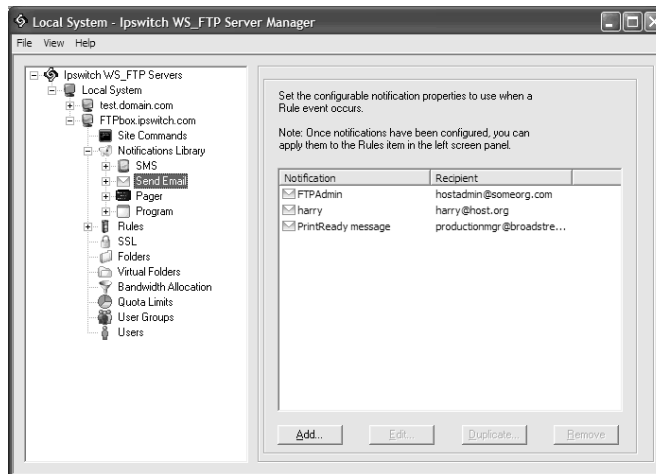 Local System - Ipswitch WS_FTP Server Manager
File View Help
Ipswitch WS_FTP Servers
Local System
test.domain.com
FTPbox.ipswitch.com
Site Commands
Notifications Library
SMS
Send Email
Pager
Program
Rules
SSL
Folders
Virtual Folders
Bandwidth Allocation
Quota Limits
User Groups
Users
Set the configurable notification properties to use when a
Rule event occurs.
Note: Once notifications have been configured, you can
apply them to the Rules item in the left screen panel.
Notification Recipient
FTPAdmin hostadmin@someorg.com
harry harry@host.org
PrintReady message productionmgr@broadstre...
Add... Edit... Duplicate... Remove